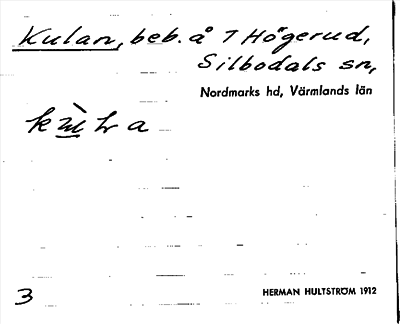 Kulan, beb. å 7 Högerud,
Silbodals sn,
Nordmarks hd, Värmlands län
3
HERMAN HULTSTRÖM 1912